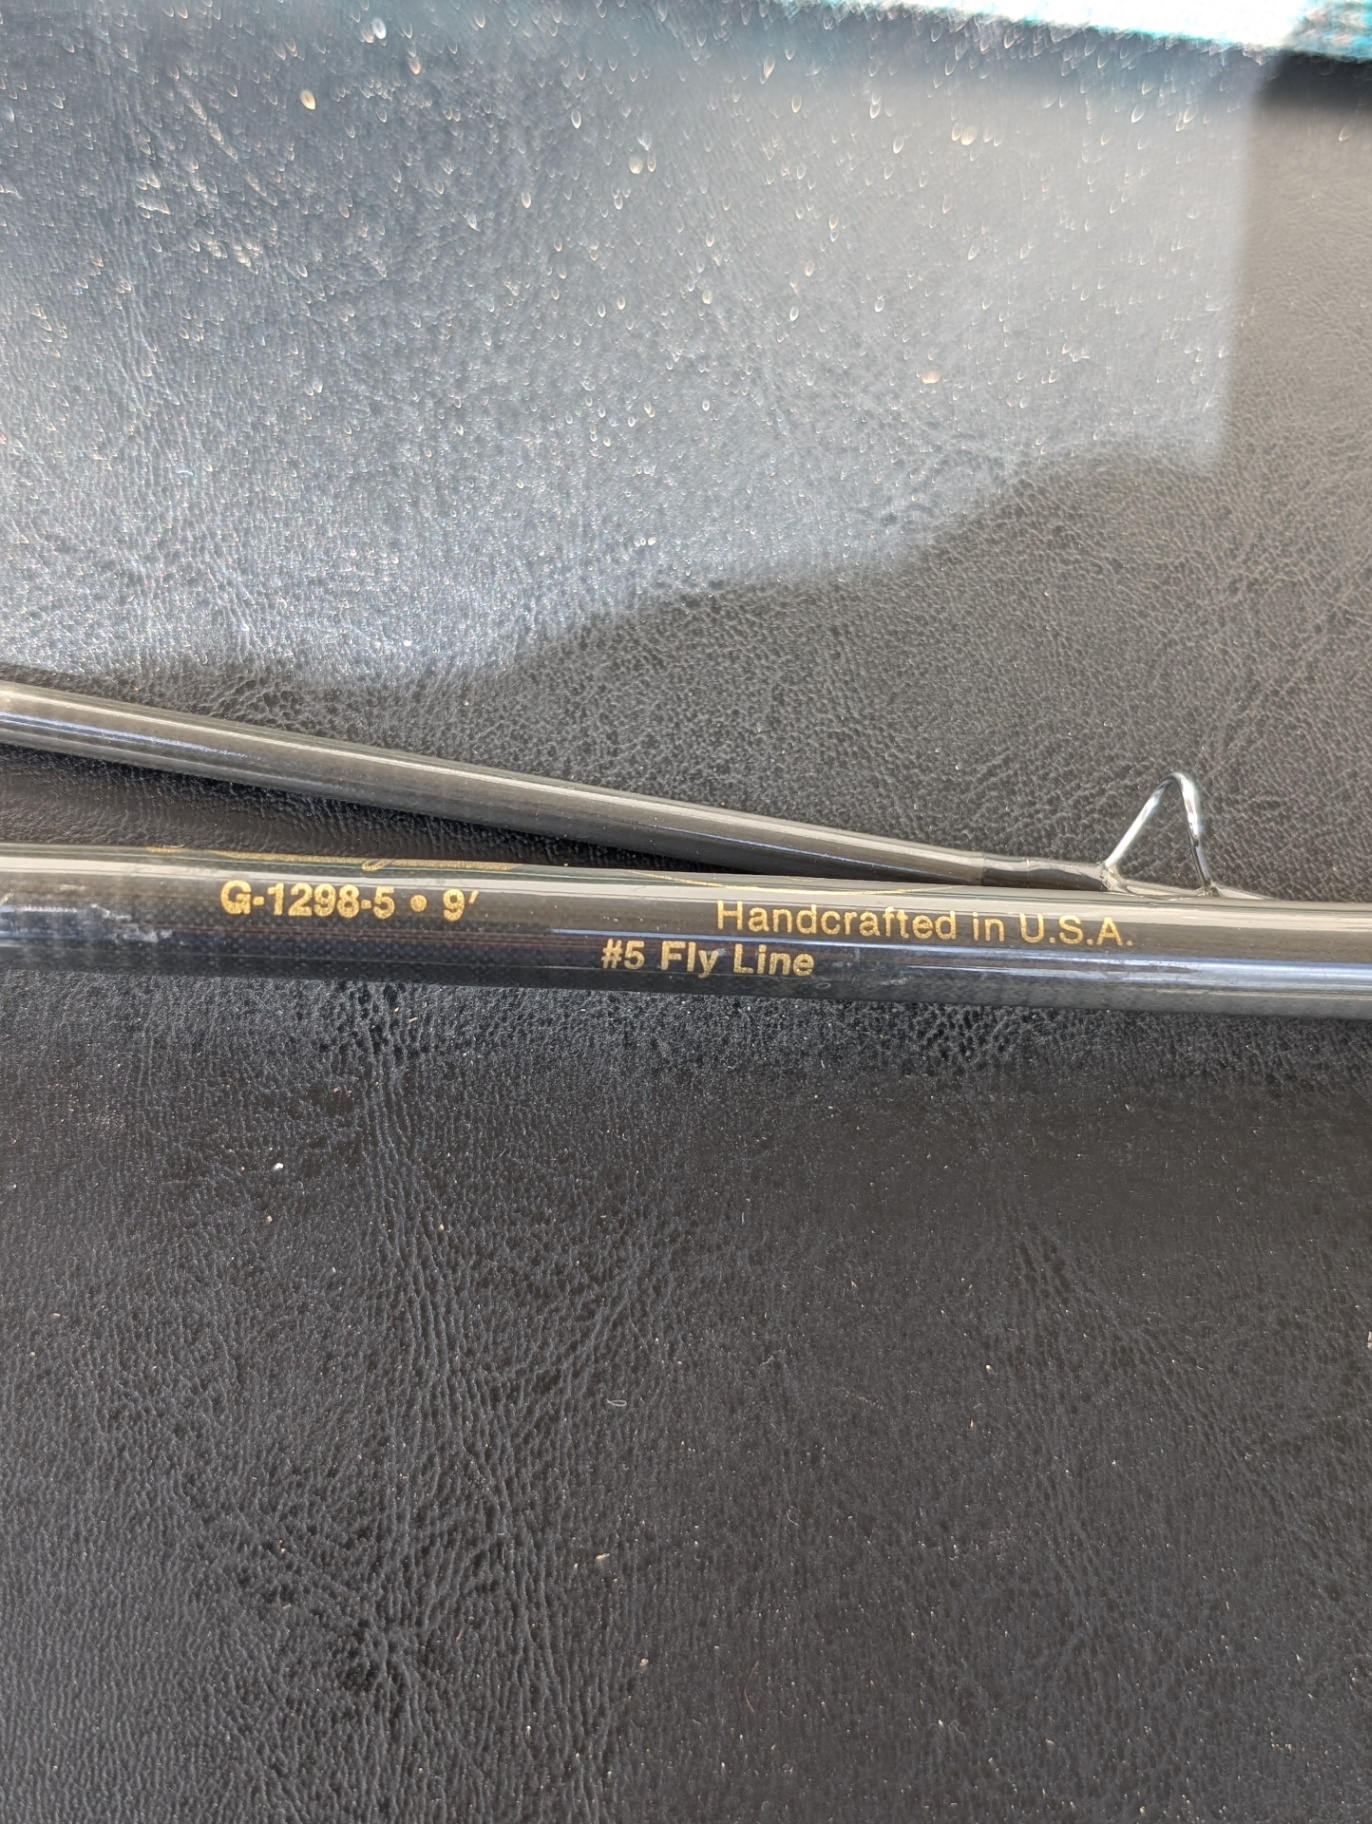 G-1298-5 • 9′
Handcrafted in U.S.A.
#5 Fly Line